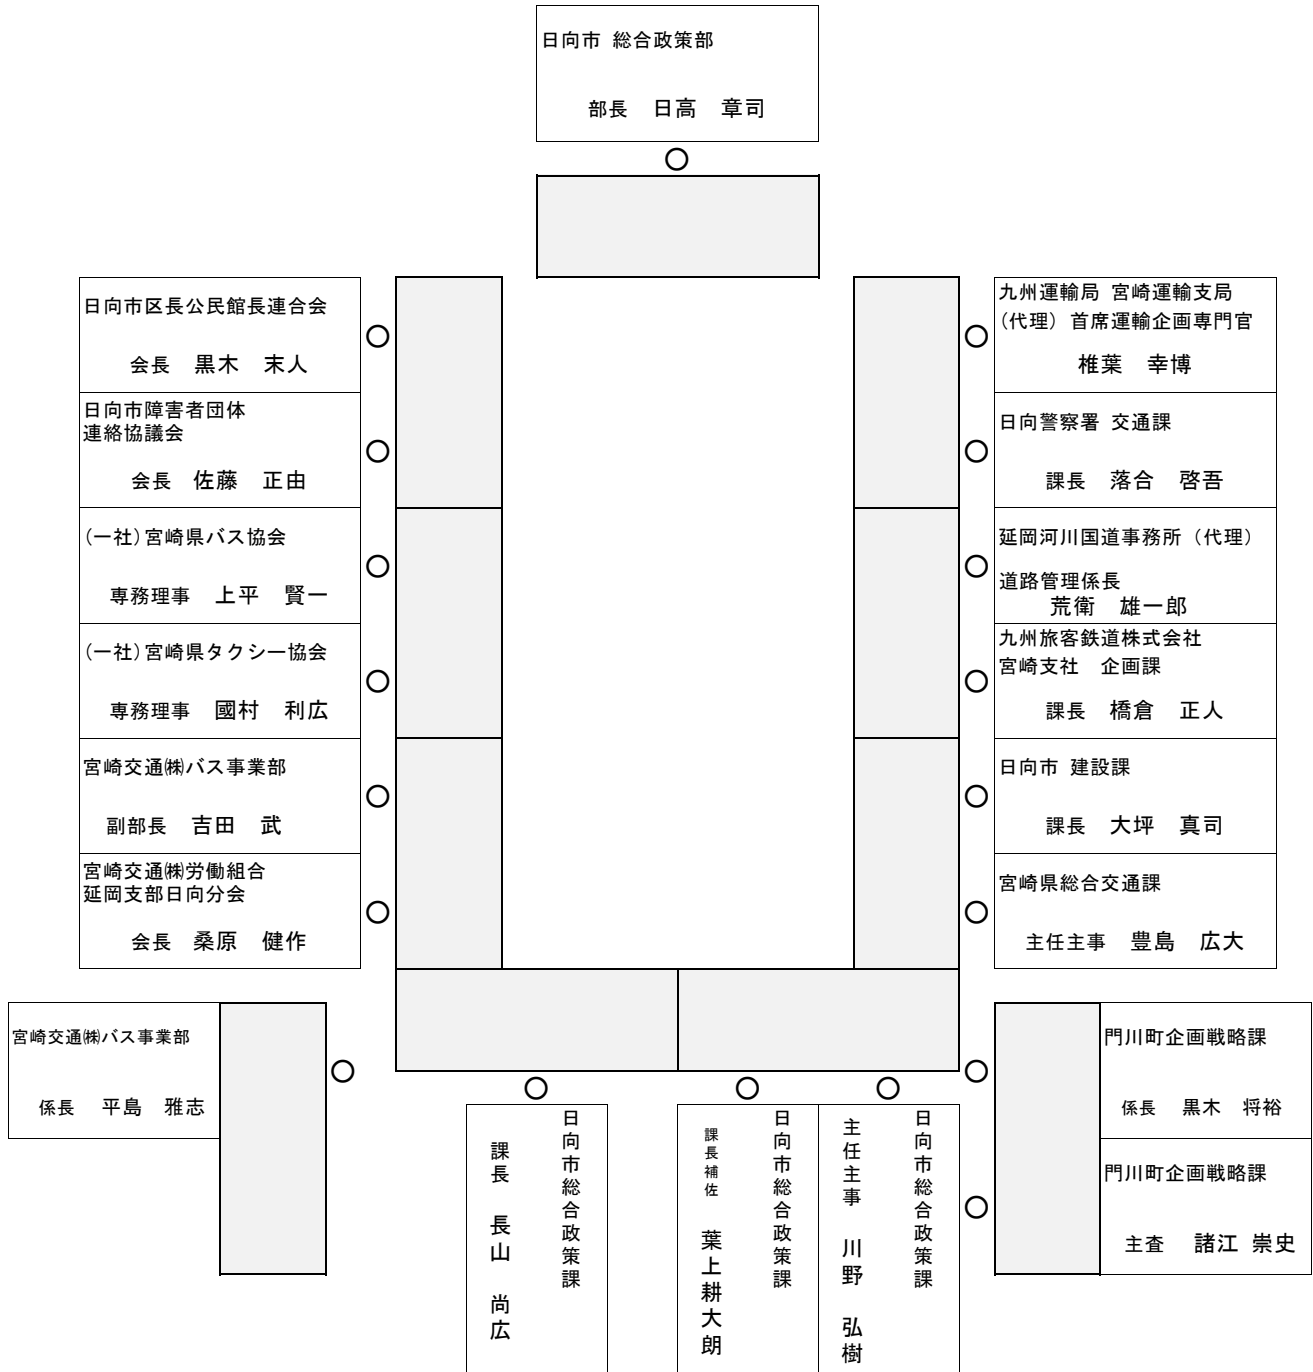 日向市 総合政策部
部長 日高 章司
日向市区長公民館長連合会
会長 黒木 末人
日向市障害者団体
連絡協議会
会長 佐藤 正由
(一社)宮崎県バス協会
専務理事 上平 賢一
(一社)宮崎県タクシー協会
専務理事 國村 利広
宮崎交通㈱バス事業部
副部長 吉田 武
宮崎交通㈱労働組合
延岡支部日向分会
会長 桑原 健作
九州運輸局 宮崎運輸支局
(代理) 首席運輸企画専門官
椎葉 幸博
日向警察署 交通課
課長 落合 啓吾
延岡河川国道事務所（代理）
道路管理係長
荒衛 雄一郎
九州旅客鉄道株式会社
宮崎支社 企画課
課長 橋倉 正人
日向市 建設課
課長 大坪 真司
宮崎県総合交通課
主任主事 豊島 広大
宮崎交通㈱バス事業部
係長 平島 雅志
日向市総合政策課
課長 長山 尚広
日向市総合政策課
課長補佐 葉上耕大朗
日向市総合政策課
主任主事 川野 弘樹
門川町企画戦略課
係長 黒木 将裕
門川町企画戦略課
主査 諸江 崇史